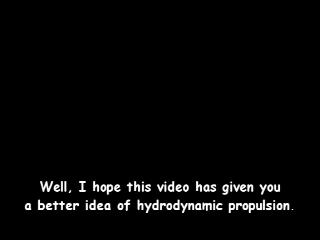 Well, I hope this video has given you
a better idea of hydrodynamic propulsion.